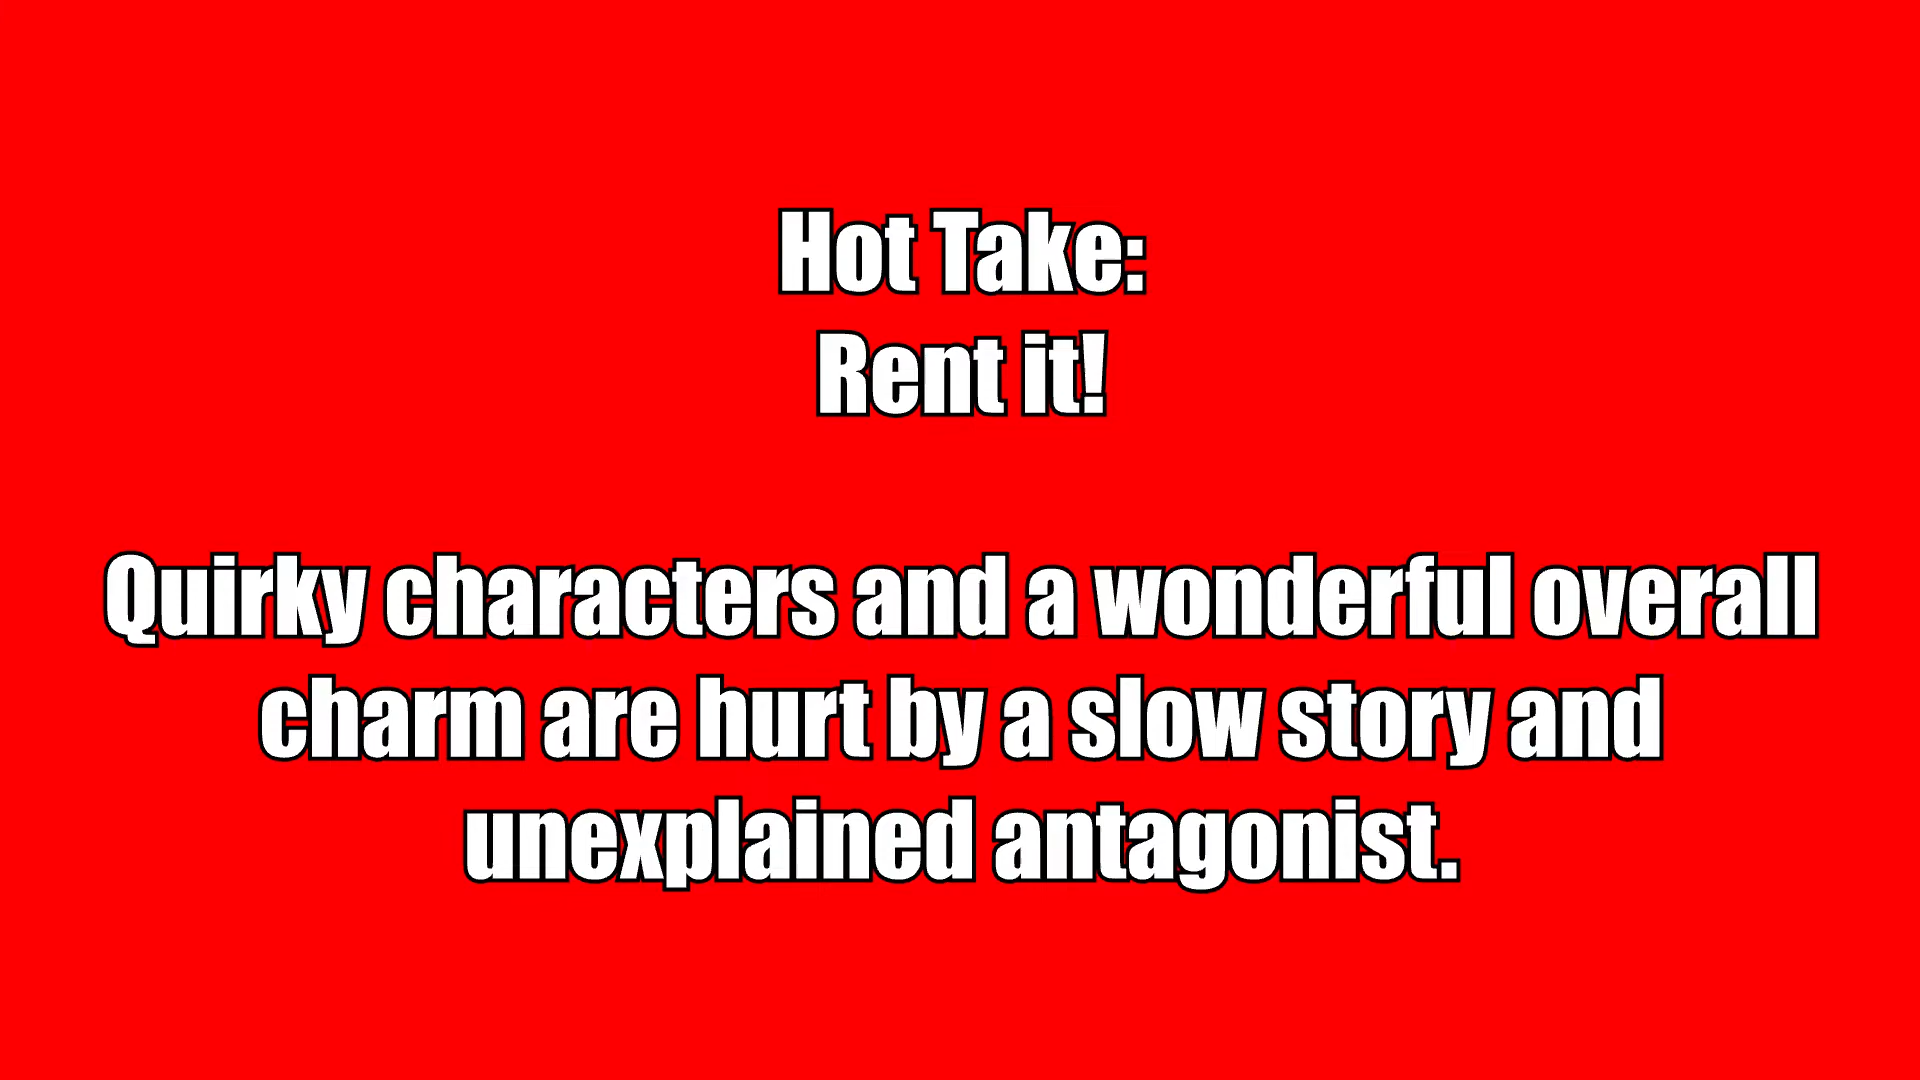 Hot Take:
Rent it!
Quirky characters and a wonderful overall
charm are hurt by a slow story and
unexplained antagonist.